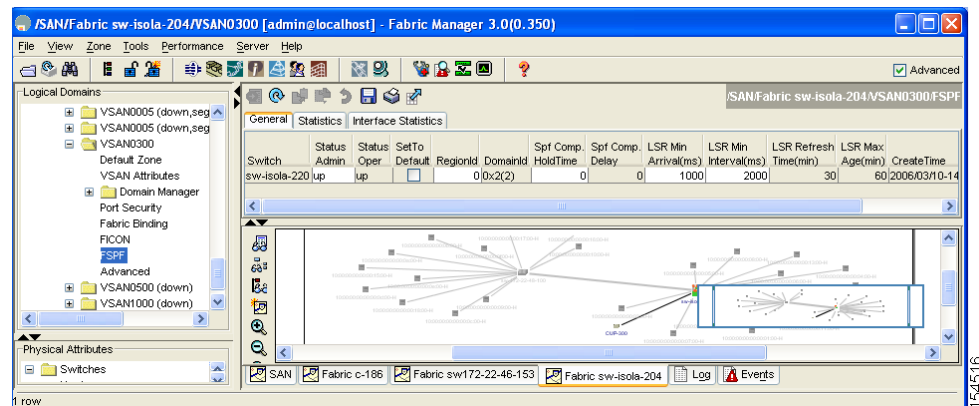 /SAN/Fabric sw-isola-204/VSAN0300 [admin@localhost] - Fabric Manager 3.0(0.350)
File View Zone Tools Performance Server Help
Advanced
Logical Domains
VSAN0005 (down,seg
VSAN0005 (down,seg
VSAN0300
Default Zone
VSAN Attributes
Domain Manager
Port Security
Fabric Binding
FICON
FSPF
Advanced
VSAN0500 (down)
VSAN1000 (down)
Physical Attributes
Switches
/SAN/Fabric sw-isola-204/VSAN0300/FSPF
General Statistics Interface Statistics
Status Status SetTo Spf Comp. Spf Comp. LSR Min LSR Min LSR Refresh LSR Max
Switch Admin Oper Default RegionId DomainId HoldTime Delay Arrival(ms) Interval(ms) Time(min) Age(min) CreateTime
sw-isola-220 up up 0 0x2(2) 0 0 1000 2000 30 60 2006/03/10-14
SAN Fabric c-186 Fabric sw172-22-46-153 Fabric sw-isola-204 Log Events
1 row
154516